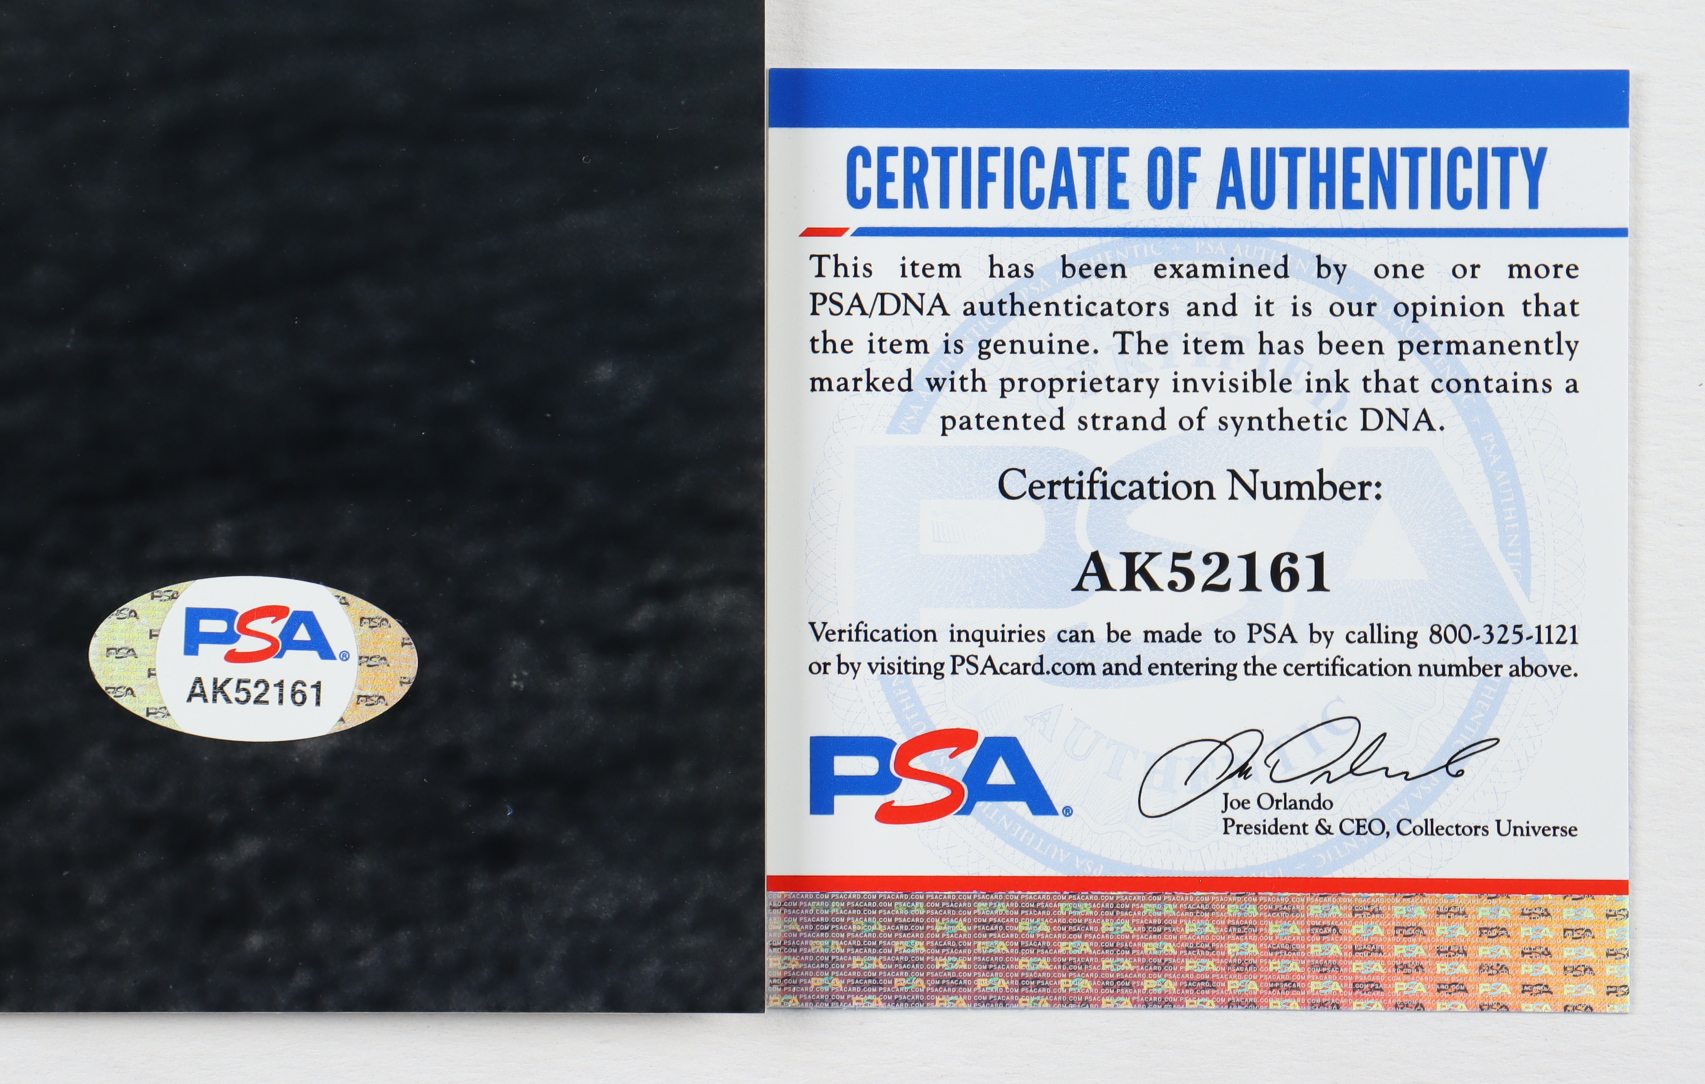 PSA®
AK52161
CERTIFICATE OF AUTHENTICITY
This item has been examined by one or more
PSA/DNA authenticators and it is our opinion that
the item is genuine. The item has been permanently
marked with proprietary invisible ink that contains a
patented strand of synthetic DNA.
Certification Number:
AK52161
Verification inquiries can be made to PSA by calling 800-325-1121
or by visiting PSAcard.com and entering the certification number above.
PSA®
Joe Orlando
President & CEO, Collectors Universe